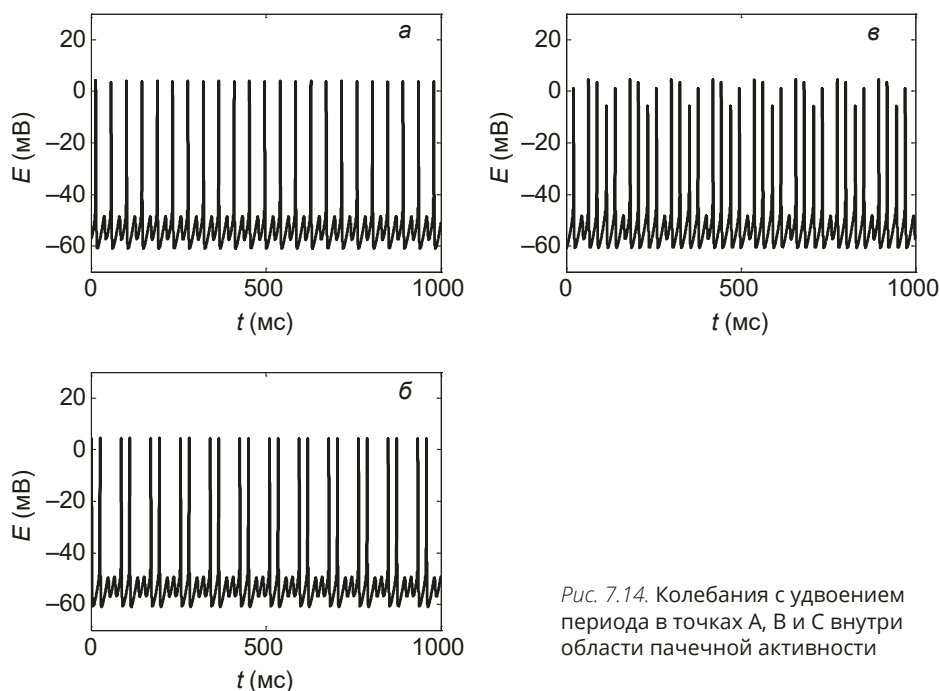 a
20
0
–20
–40
–60
E (мВ)
0
500
1000
t (мс)
в
20
0
–20
–40
–60
E (мВ)
0
500
1000
t (мс)
б
20
0
–20
–40
–60
E (мВ)
0
500
1000
t (мс)
Рис. 7.14. Колебания с удвоением
периода в точках А, В и С внутри
области пачечной активности